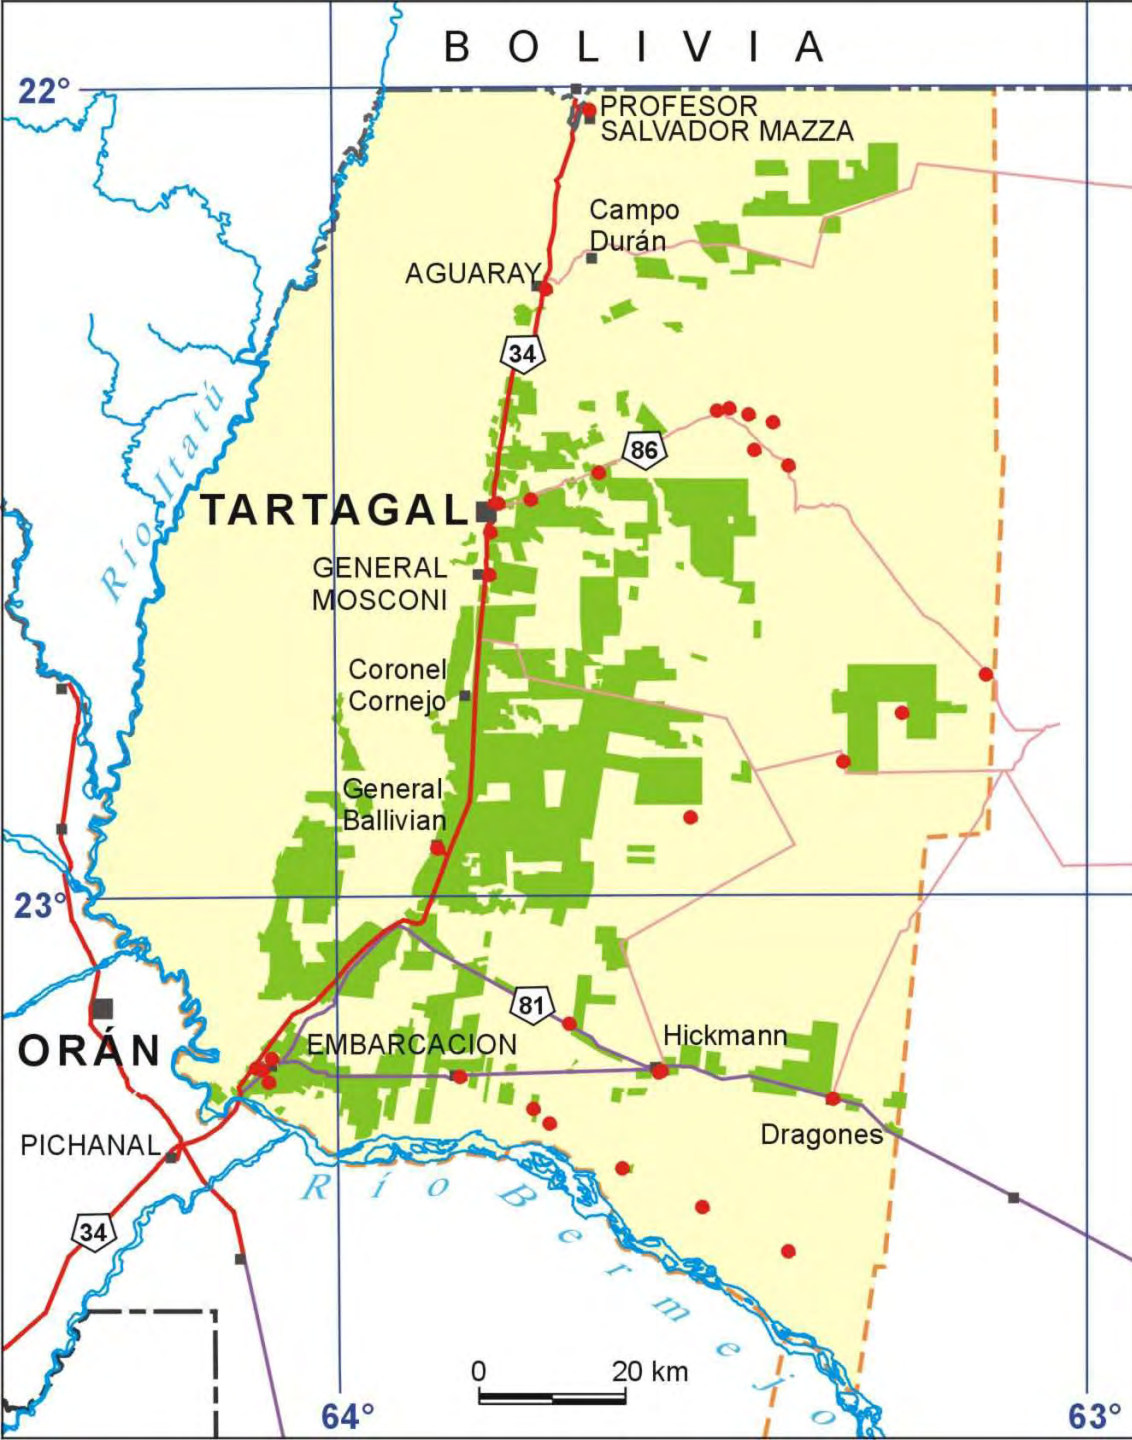 BOLIVIA
22°
PROFESOR
SALVADOR MAZZA
Campo
Durán
AGUARAY
34
86
Río Itatú
TARTAGAL
GENERAL
MOSCONI
Coronel
Cornejo
General
Ballivian
23°
81
ORÁN
EMBARCACION
Hickmann
PICHANAL
Dragones
Río Bermejo
34
0 20 km
64°
63°